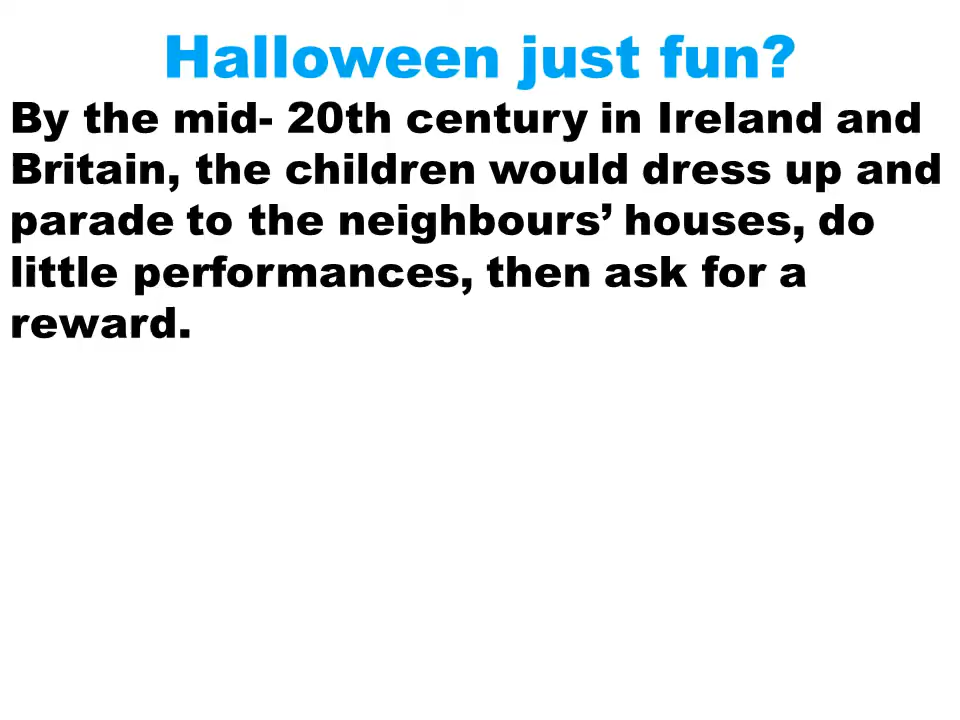 Halloween just fun?
By the mid- 20th century in Ireland and
Britain, the children would dress up and
parade to the neighbours’ houses, do
little performances, then ask for a
reward.